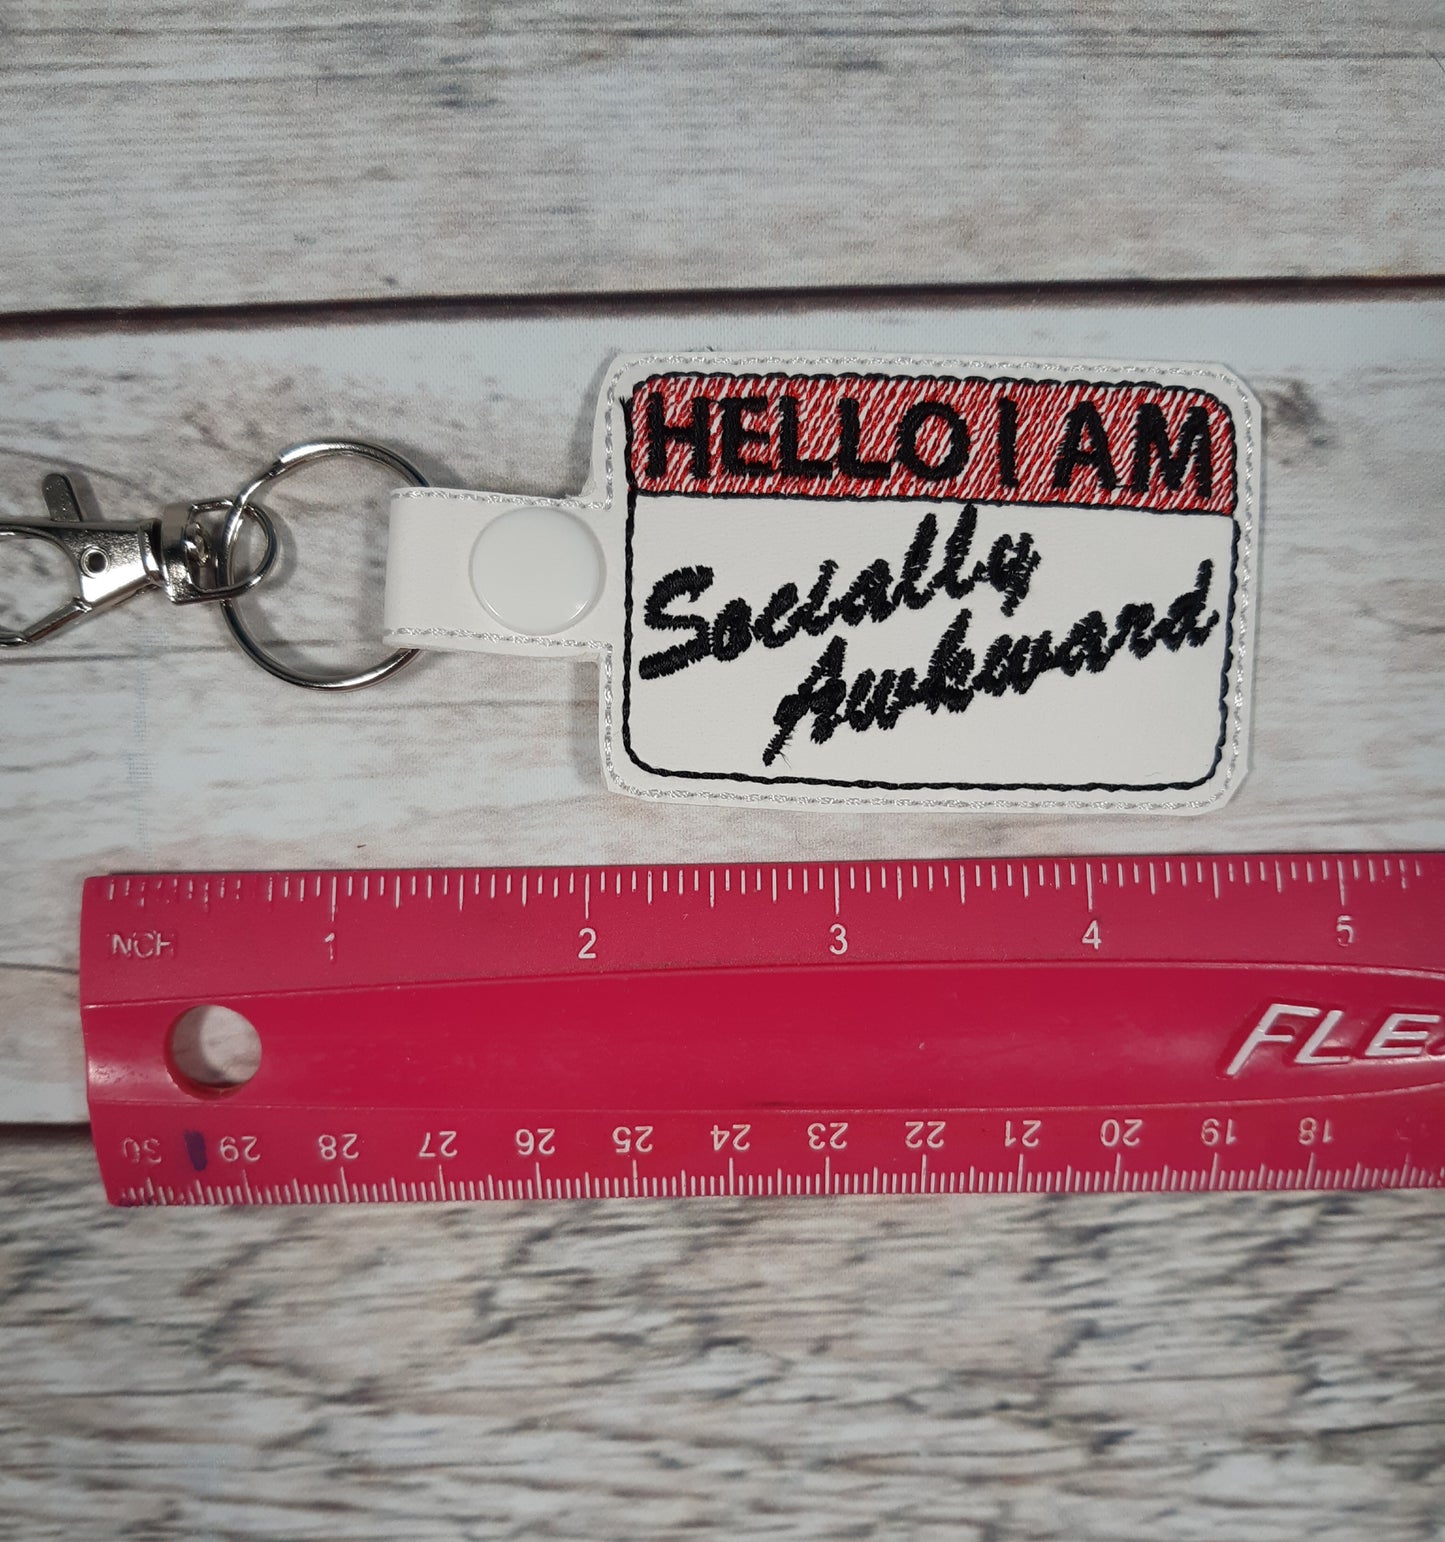 HELLO I AM
Socially
Awkward
INCH 1 2 3 4 5
FLE
30 29 28 27 26 25 24 23 22 21 20 19 18